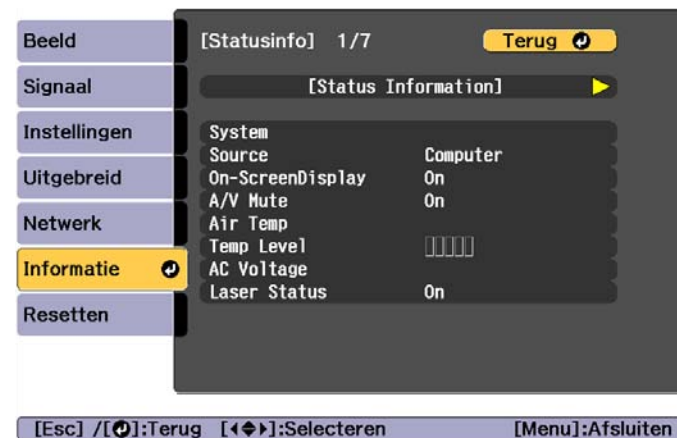 Beeld
Signaal
Instellingen
Uitgebreid
Netwerk
Informatie
Resetten
[Statusinfo] 1/7 Terug
[Status Information]
System
Source Computer
On-ScreenDisplay On
A/V Mute On
Air Temp
Temp Level
AC Voltage
Laser Status On
[Esc] /[ ]:Terug [ ]:Selecteren [Menu]:Afsluiten